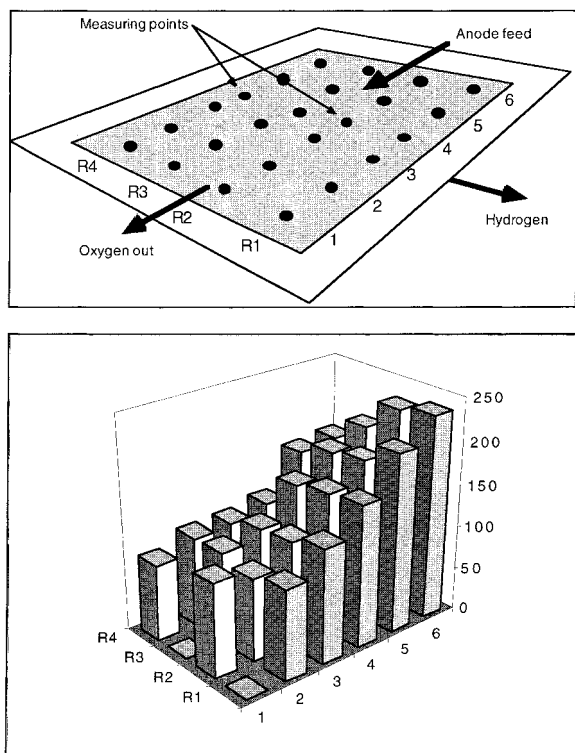 Measuring points
Anode feed
R4
R3
R2
R1
1
2
3
4
5
6
Oxygen out
Hydrogen
250
200
150
100
50
0
R4
R3
R2
R1
1
2
3
4
5
6